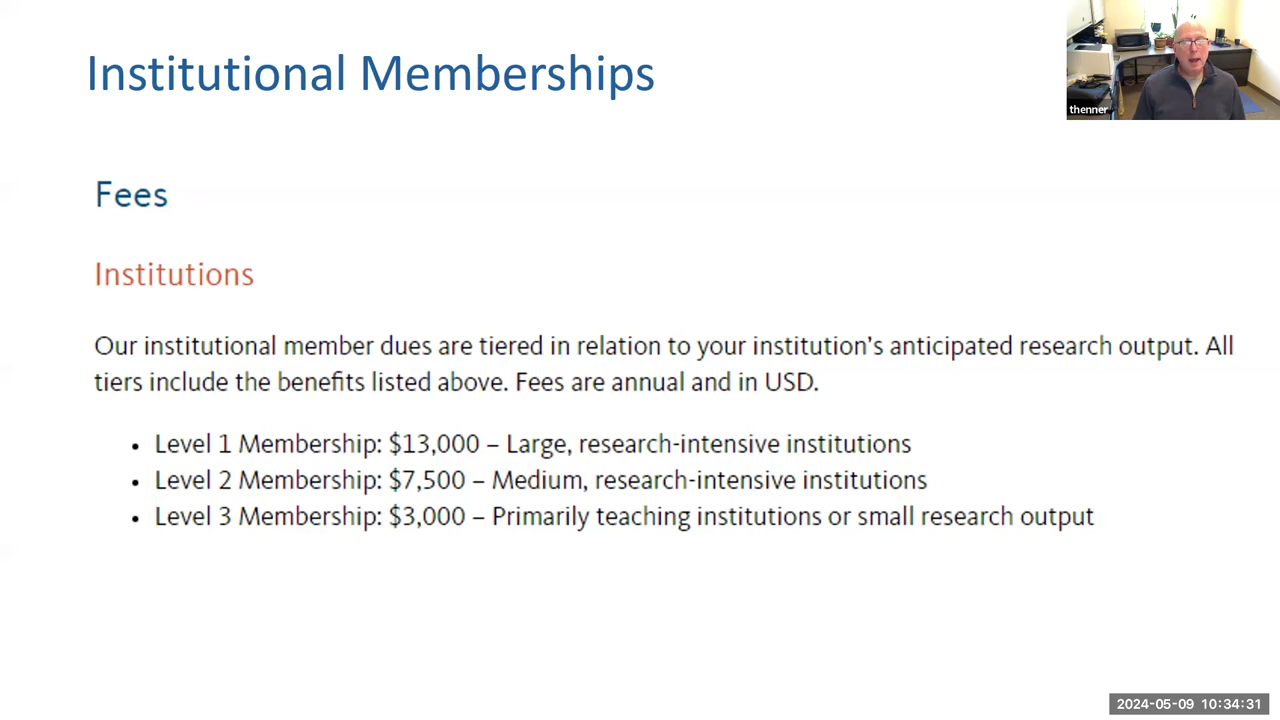 Institutional Memberships
thenner
Fees
Institutions
Our institutional member dues are tiered in relation to your institution’s anticipated research output. All
tiers include the benefits listed above. Fees are annual and in USD.
• Level 1 Membership: $13,000 – Large, research-intensive institutions
• Level 2 Membership: $7,500 – Medium, research-intensive institutions
• Level 3 Membership: $3,000 – Primarily teaching institutions or small research output
2024-05-09 10:34:31